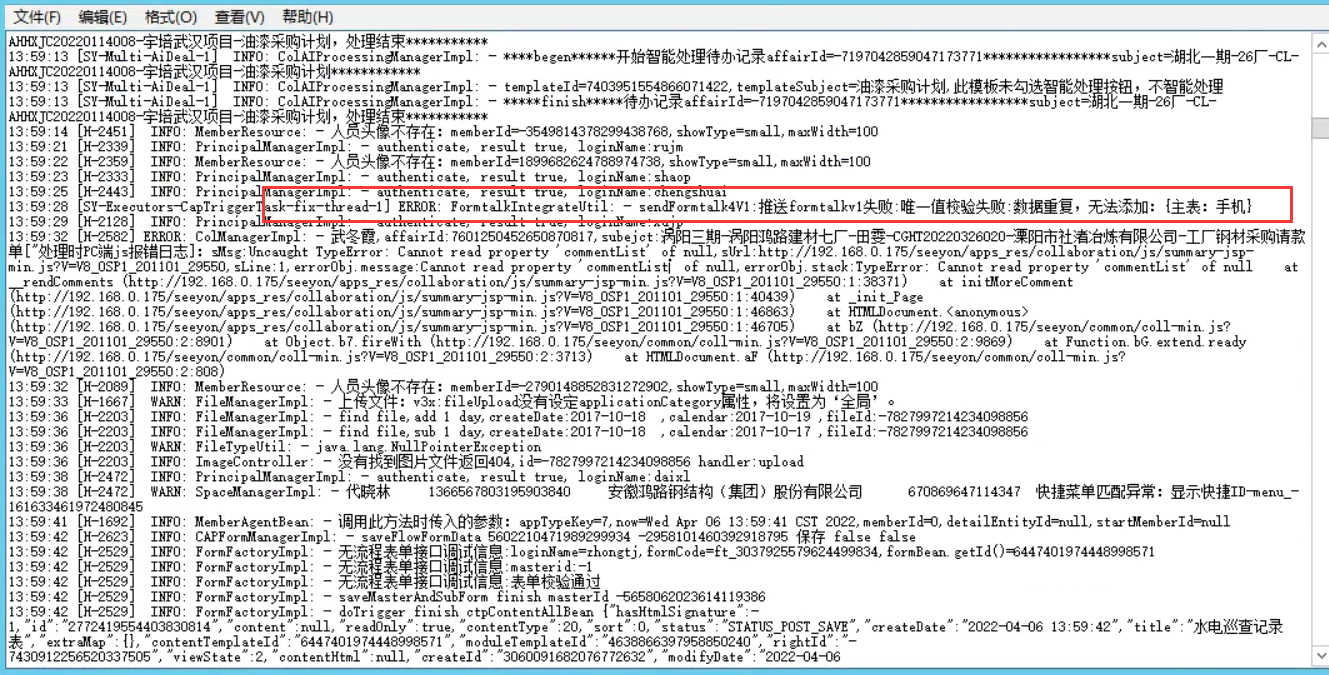 文件(F) 编辑(E) 格式(O) 查看(V) 帮助(H)
AHHXJC20220114008-宇培武汉项目-油漆采购计划，处理结束***********
13:59:13 [SY-Multi-AiDeal-1]  INFO: ColAIProcessingManagerImpl: - ****begen******开始智能处理待办记录affairId=-7197042859047173771******************subject=湖北一期-26厂-CL-
AHHXJC20220114008-宇培武汉项目-油漆采购计划************
13:59:13 [SY-Multi-AiDeal-1]  INFO: ColAIProcessingManagerImpl: - templateId=7403951554866071422,templateSubject=油漆采购计划,此模板未勾选智能处理按钮，不智能处理
13:59:13 [SY-Multi-AiDeal-1]  INFO: ColAIProcessingManagerImpl: - *****finish*****待办记录affairId=-7197042859047173771******************subject=湖北一期-26厂-CL-
AHHXJC20220114008-宇培武汉项目-油漆采购计划，处理结束***********
13:59:14 [H-2451]  INFO: MemberResource: - 人员头像不存在: memberId=-3549814378299438768,showType=small,maxWidth=100
13:59:21 [H-2339]  INFO: PrincipalManagerImpl: - authenticate, result true, loginName:rujm
13:59:22 [H-2359]  INFO: MemberResource: - 人员头像不存在: memberId=1899682624788974738,showType=small,maxWidth=100
13:59:23 [H-2333]  INFO: PrincipalManagerImpl: - authenticate, result true, loginName:shaop
13:59:25 [H-2443]  INFO: PrincipalManagerImpl: - authenticate, result true, loginName:chengshuai
13:59:28 [SY-Executors-CapTriggerTask-fix-thread-1] ERROR: FormtalkIntegrateUtil: - sendFormtalk4V1:推送formtalkv1失败:唯一值校验失败:数据重复，无法添加: {主表: 手机}
13:59:29 [H-2128]  INFO: PrincipalManagerImpl: - authenticate, result true, loginName:xujp
13:59:32 [H-2582] ERROR: ColManagerImpl: - 武冬霞,affairId:7601250452650870817,subejct:涡阳三期-涡阳鸿路建材七厂-田雯-CGHT20220326020-溧阳市社渚冶炼有限公司-工厂钢材采购请款
单["处理时PC端js报错日志]: sMsg:Uncaught TypeError: Cannot read property 'commentList' of null,sUrl:http://192.168.0.175/seeyon/apps_res/collaboration/js/summary-jsp-
min.js?V=V8_0SP1_201101_29550,sLine:1,errorObj.message:Cannot read property 'commentList' of null,errorObj.stack:TypeError: Cannot read property 'commentList' of null    at
_rendComments (http://192.168.0.175/seeyon/apps_res/collaboration/js/summary-jsp-min.js?V=V8_0SP1_201101_29550:1:38371)    at initMoreComment
(http://192.168.0.175/seeyon/apps_res/collaboration/js/summary-jsp-min.js?V=V8_0SP1_201101_29550:1:40439)    at _init_Page
(http://192.168.0.175/seeyon/apps_res/collaboration/js/summary-jsp-min.js?V=V8_0SP1_201101_29550:1:46863)    at HTMLDocument.<anonymous>
(http://192.168.0.175/seeyon/apps_res/collaboration/js/summary-jsp-min.js?V=V8_0SP1_201101_29550:1:46705)    at bZ (http://192.168.0.175/seeyon/common/coll-min.js?
V=V8_0SP1_201101_29550:2:8901)    at Object.b7.fireWith (http://192.168.0.175/seeyon/common/coll-min.js?V=V8_0SP1_201101_29550:2:9869)    at Function.bG.extend.ready
(http://192.168.0.175/seeyon/common/coll-min.js?V=V8_0SP1_201101_29550:2:3713)    at HTMLDocument.aF (http://192.168.0.175/seeyon/common/coll-min.js?
V=V8_0SP1_201101_29550:2:808)
13:59:32 [H-2089]  INFO: MemberResource: - 人员头像不存在: memberId=-2790148852831272902,showType=small,maxWidth=100
13:59:33 [H-1667]  WARN: FileManagerImpl: - 上传文件: v3x:fileUpload没有设定applicationCategory属性，将设置为‘全局’。
13:59:36 [H-2203]  INFO: FileManagerImpl: - find file,add 1 day,createDate:2017-10-18  ,calendar:2017-10-19 ,fileId:-7827997214234098856
13:59:36 [H-2203]  INFO: FileManagerImpl: - find file,sub 1 day,createDate:2017-10-18  ,calendar:2017-10-17 ,fileId:-7827997214234098856
13:59:36 [H-2203]  WARN: FileTypeUtil: - java.lang.NullPointerException
13:59:36 [H-2203]  INFO: ImageController: - 没有找到图片文件返回404,id=-7827997214234098856 handler:upload
13:59:38 [H-2472]  INFO: PrincipalManagerImpl: - authenticate, result true, loginName:daixl
13:59:38 [H-2472]  WARN: SpaceManagerImpl: - 代晓林    1366567803195903840    安徽鸿路钢结构（集团）股份有限公司    670869647114347  快捷菜单匹配异常: 显示快捷ID-menu_-
1616334619724808​45
13:59:41 [H-1692]  INFO: MemberAgentBean: - 调用此方法时传入的参数: appTypeKey=7,now=Wed Apr 06 13:59:41 CST 2022,memberId=0,detailEntityId=null,startMemberId=null
13:59:42 [H-2623]  INFO: CAPFormManagerImpl: - saveFlowFormData 5602210471989299934 -2958101460392918795 保存 false false
13:59:42 [H-2529]  INFO: FormFactoryImpl: - 无流程表单接口调试信息:loginName=zhongtj,formCode=ft_3037925579624499834,formBean.getId()=6447401974448998571
13:59:42 [H-2529]  INFO: FormFactoryImpl: - 无流程表单接口调试信息:masterid:-1
13:59:42 [H-2529]  INFO: FormFactoryImpl: - 无流程表单接口调试信息:表单校验通过
13:59:42 [H-2529]  INFO: FormFactoryImpl: - saveMasterAndSubForm finish masterId -5658062023614119386
13:59:42 [H-2529]  INFO: FormFactoryImpl: - doTrigger finish ctpContentAllBean {"hasHtmlSignature":-
1,"id":"2772419554403830814","content":null,"readOnly":true,"contentType":20,"sort":0,"status":"STATUS_POST_SAVE","createDate":"2022-04-06 13:59:42","title":"水电巡查记录
表","extraMap":{},"contentTemplateId":"6447401974448998571","moduleTemplateId":"4638866397958850240","rightId":"-
7430912256520337505","viewState":2,"contentHtml":null,"createId":"3060091682076772632","modifyDate":"2022-04-06